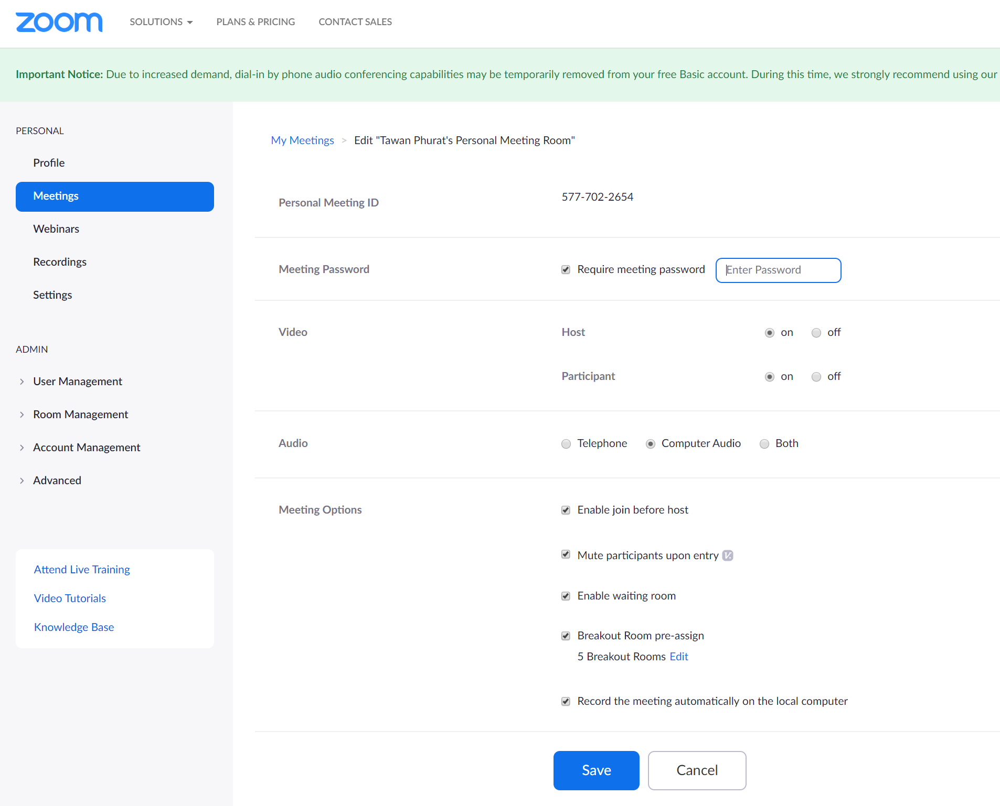 zoom
SOLUTIONS
PLANS & PRICING
CONTACT SALES
Important Notice: Due to increased demand, dial-in by phone audio conferencing capabilities may be temporarily removed from your free Basic account. During this time, we strongly recommend using our
PERSONAL
Profile
Meetings
Webinars
Recordings
Settings
ADMIN
User Management
Room Management
Account Management
Advanced
Attend Live Training
Video Tutorials
Knowledge Base
My Meetings > Edit "Tawan Phurat's Personal Meeting Room"
Personal Meeting ID
577-702-2654
Meeting Password
Require meeting password
Enter Password
Video
Host
on
off
Participant
on
off
Audio
Telephone
Computer Audio
Both
Meeting Options
Enable join before host
Mute participants upon entry
Enable waiting room
Breakout Room pre-assign
5 Breakout Rooms Edit
Record the meeting automatically on the local computer
Save
Cancel